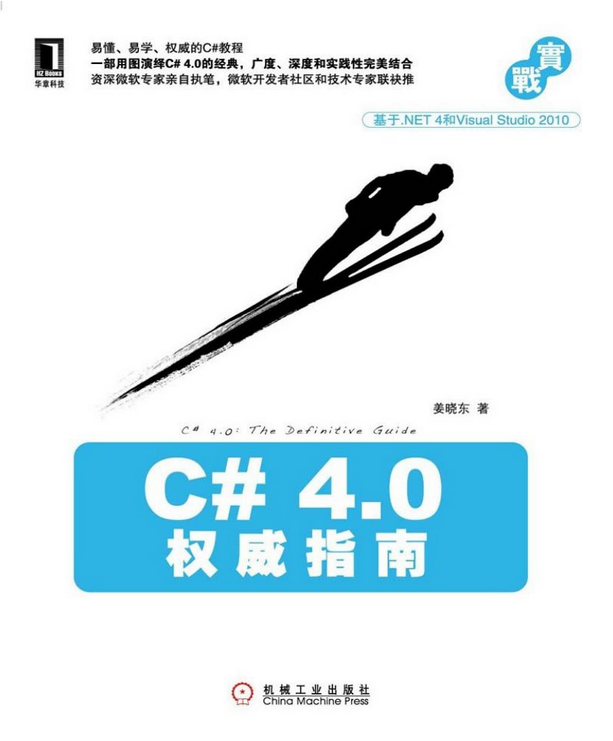 HZ Books
华章科技
易懂、易学、权威的C#教程
一部用图演绎C# 4.0的经典，广度、深度和实践性完美结合
资深微软专家亲自执笔，微软开发者社区和技术专家联袂推
實
戰
基于.NET 4和Visual Studio 2010
姜晓东 著
C# 4.0: The Definitive Guide
C# 4.0
权威指南
机械工业出版社
China Machine Press